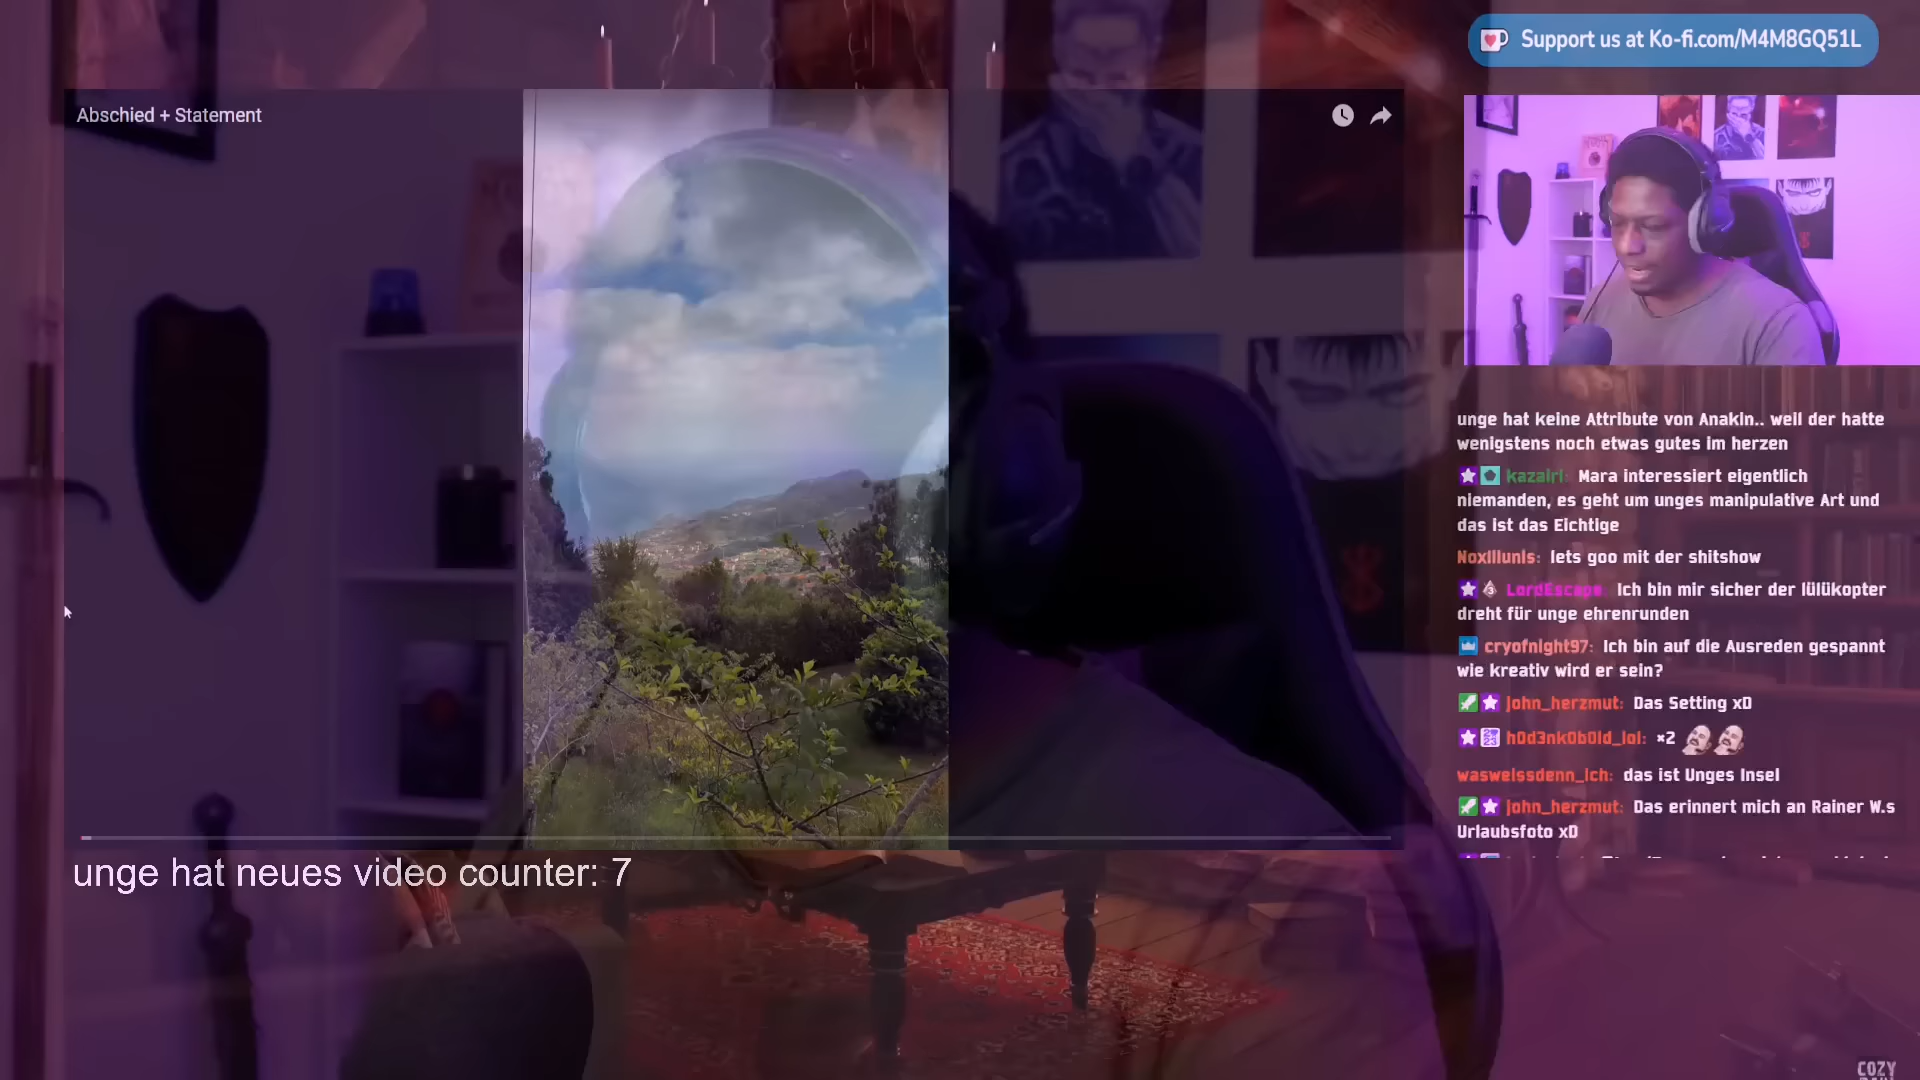 Support us at Ko-fi.com/M4M8GQ51L
Abschied + Statement
unge hat keine Attribute von Anakin.. weil der hatte
wenigstens noch etwas gutes im herzen
kazairi: Mara interessiert eigentlich
niemanden, es geht um unges manipulative Art und
das ist das Eichtige
Noxillunis: lets goo mit der shitshow
LordEscape: Ich bin mir sicher der lülükopter
dreht für unge ehrenrunden
cryofnight97: Ich bin auf die Ausreden gespannt
wie kreativ wird er sein?
john_herzmut: Das Setting xD
h0d3nk0b0ld_lol: ×2
wasweissdenn_ich: das ist Unges Insel
john_herzmut: Das erinnert mich an Rainer W.s
Urlaubsfoto xD
unge hat neues video counter: 7
COZY